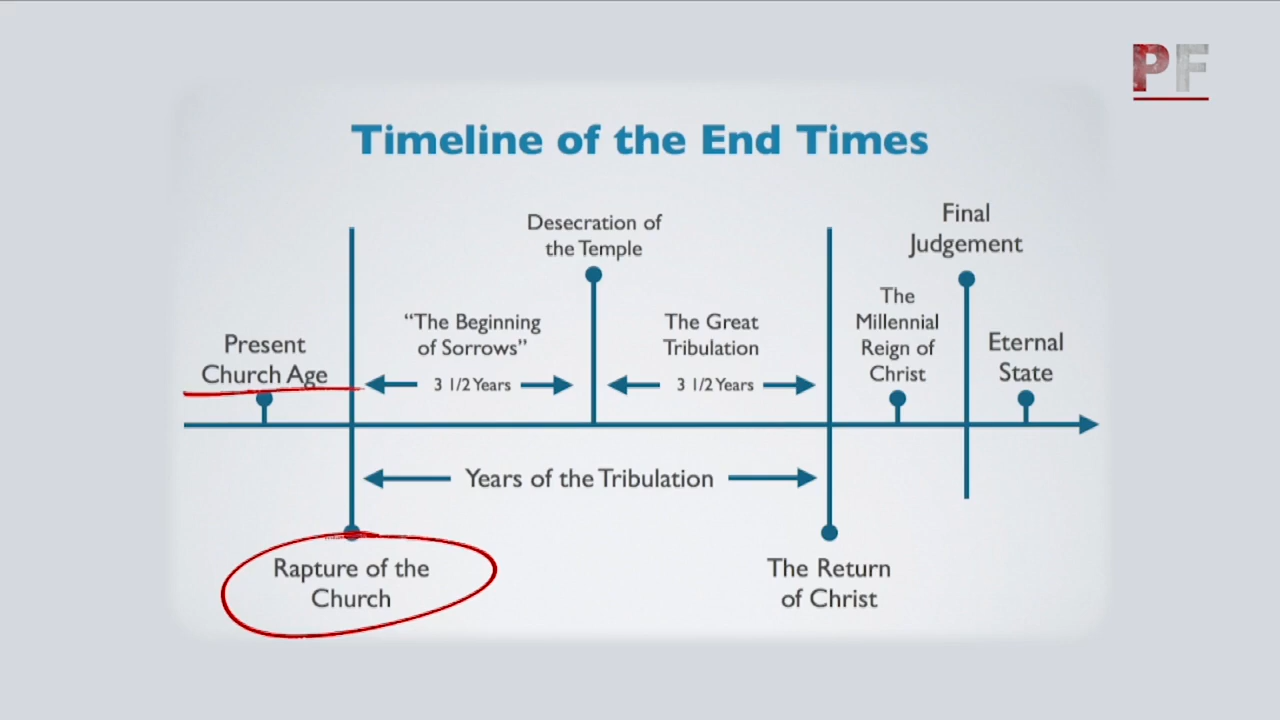 PF
Timeline of the End Times
Present
Church Age
“The Beginning
of Sorrows”
3 1/2 Years
Desecration of
the Temple
The Great
Tribulation
3 1/2 Years
The
Millennial
Reign of
Christ
Final
Judgement
Eternal
State
Years of the Tribulation
Rapture of the
Church
The Return
of Christ